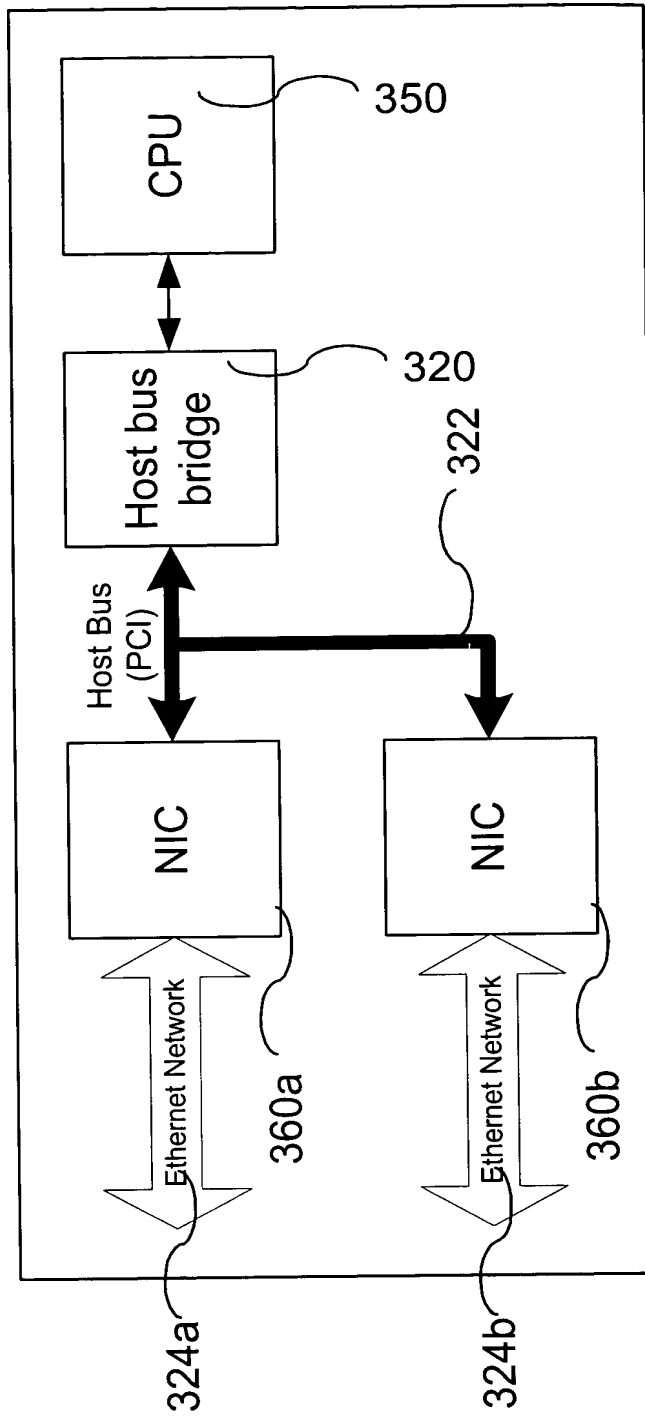 CPU
350
Host bus
bridge
320
322
Host Bus
(PCI)
NIC
NIC
Ethernet Network
360a
Ethernet Network
360b
324a
324b